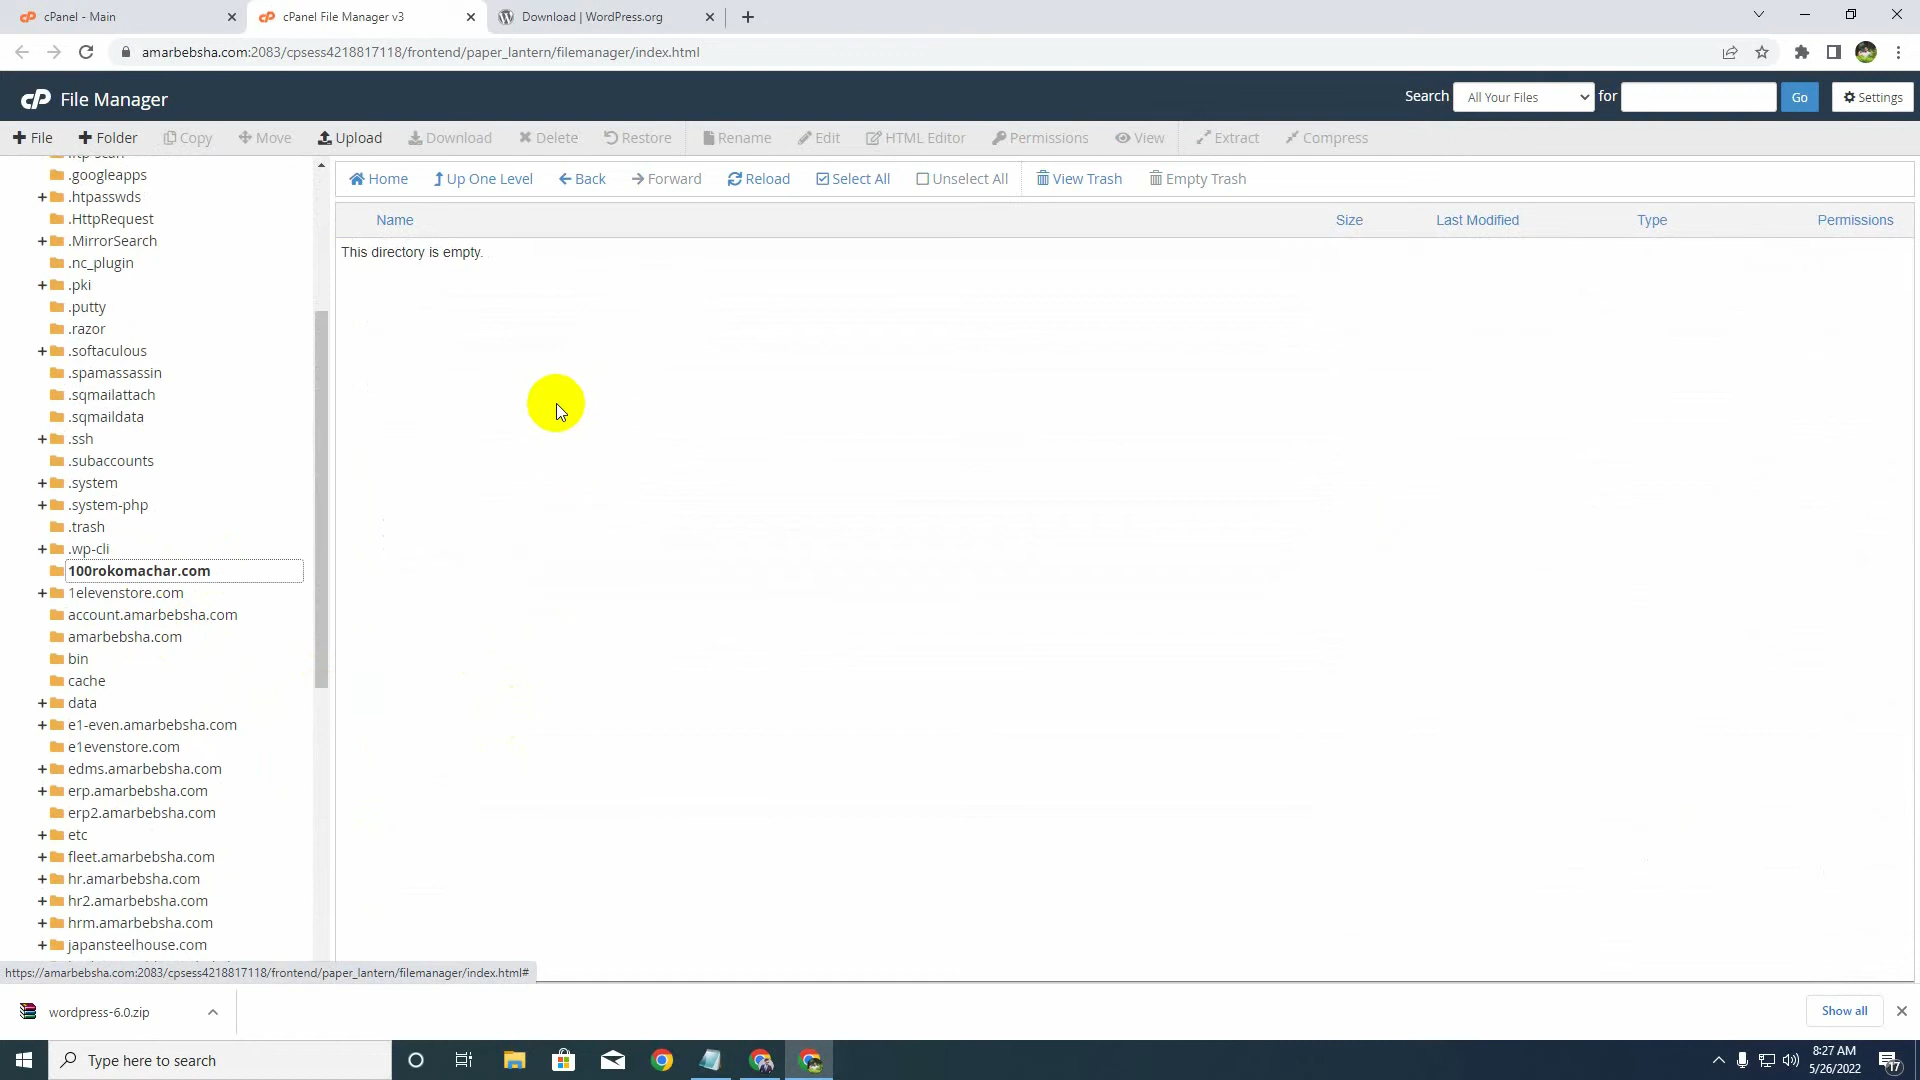 cPanel - Main
cPanel File Manager v3
Download | WordPress.org
amarbebsha.com:2083/cpsess4218817118/frontend/paper_lantern/filemanager/index.html
cP File Manager
Search All Your Files for Go Settings
File Folder Copy Move Upload Download Delete Restore Rename Edit HTML Editor Permissions View Extract Compress
Home Up One Level Back Forward Reload Select All Unselect All View Trash Empty Trash
Name Size Last Modified Type Permissions
This directory is empty.
.googleapps
.htpasswds
.HttpRequest
.MirrorSearch
.nc_plugin
.pki
.putty
.razor
.softaculous
.spamassassin
.sqmailattach
.sqmaildata
.ssh
.subaccounts
.system
.system-php
.trash
.wp-cli
100rokomachar.com
1elevenstore.com
account.amarbebsha.com
amarbebsha.com
bin
cache
data
e1-even.amarbebsha.com
e1evenstore.com
edms.amarbebsha.com
erp.amarbebsha.com
erp2.amarbebsha.com
etc
fleet.amarbebsha.com
hr.amarbebsha.com
hr2.amarbebsha.com
hrm.amarbebsha.com
japansteelhouse.com
https://amarbebsha.com:2083/cpsess4218817118/frontend/paper_lantern/filemanager/index.html#
wordpress-6.0.zip
Show all
Type here to search
8:27 AM
5/26/2022
17